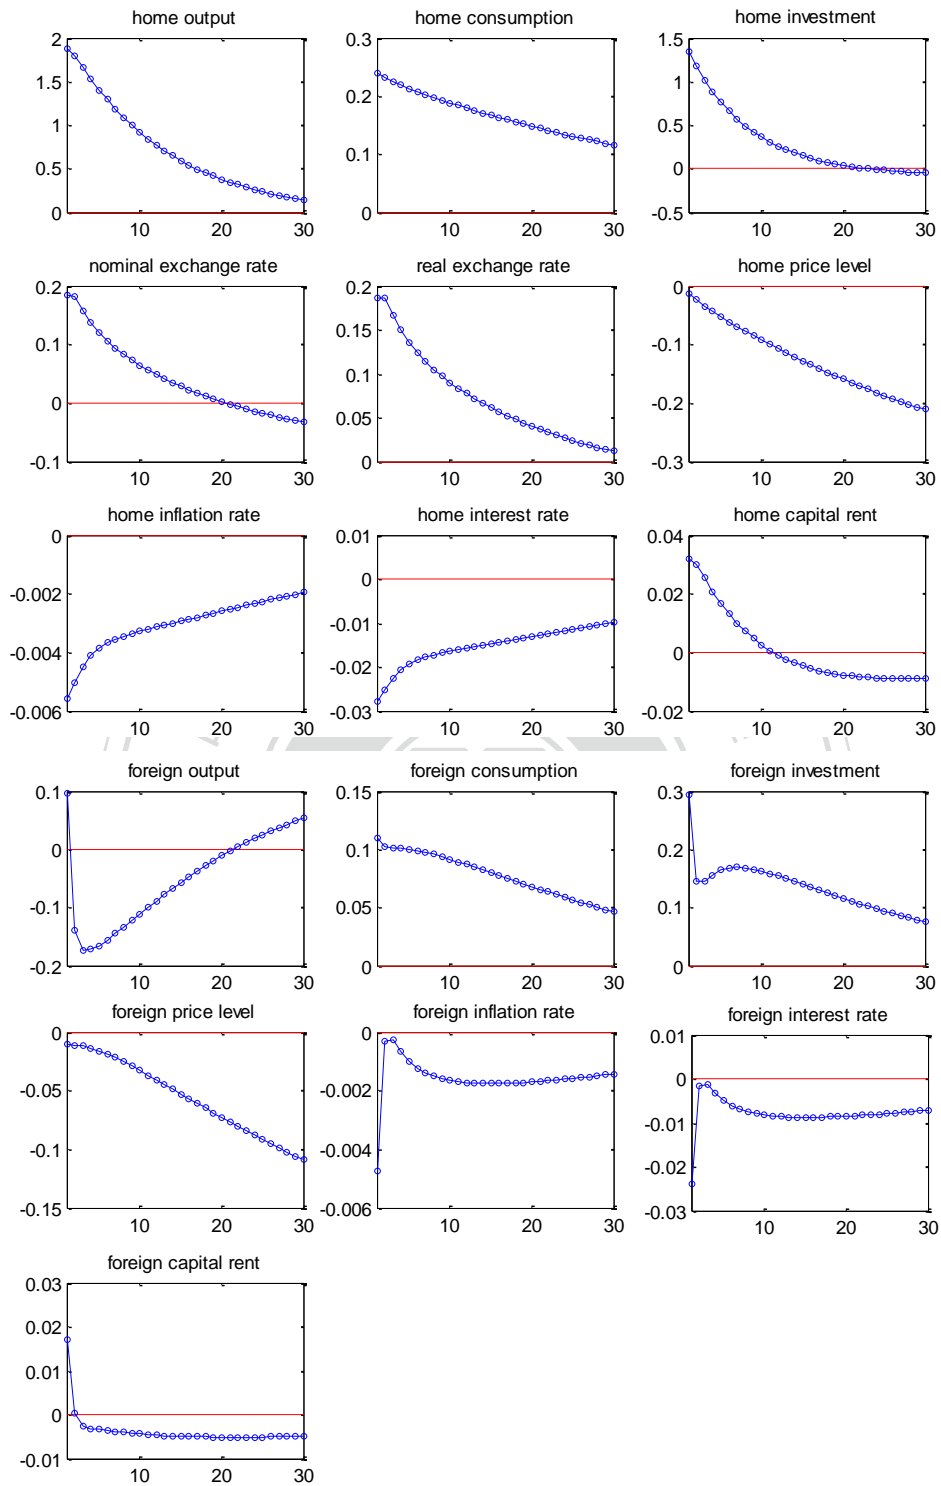 home output
home consumption
home investment
2
1.5
1
0.5
0
10 20 30
0.3
0.2
0.1
0
10 20 30
1.5
1
0.5
0
-0.5
10 20 30
nominal exchange rate
real exchange rate
home price level
0.2
0.1
0
-0.1
10 20 30
0.2
0.15
0.1
0.05
0
10 20 30
0
-0.1
-0.2
-0.3
10 20 30
home inflation rate
home interest rate
home capital rent
0
-0.002
-0.004
-0.006
10 20 30
0.01
0
-0.01
-0.02
-0.03
10 20 30
0.04
0.02
0
-0.02
10 20 30
foreign output
foreign consumption
foreign investment
0.1
0
-0.1
-0.2
10 20 30
0.15
0.1
0.05
0
10 20 30
0.3
0.2
0.1
0
10 20 30
foreign price level
foreign inflation rate
foreign interest rate
0
-0.05
-0.1
-0.15
10 20 30
0
-0.002
-0.004
-0.006
10 20 30
0.01
0
-0.01
-0.02
-0.03
10 20 30
foreign capital rent
0.03
0.02
0.01
0
-0.01
10 20 30